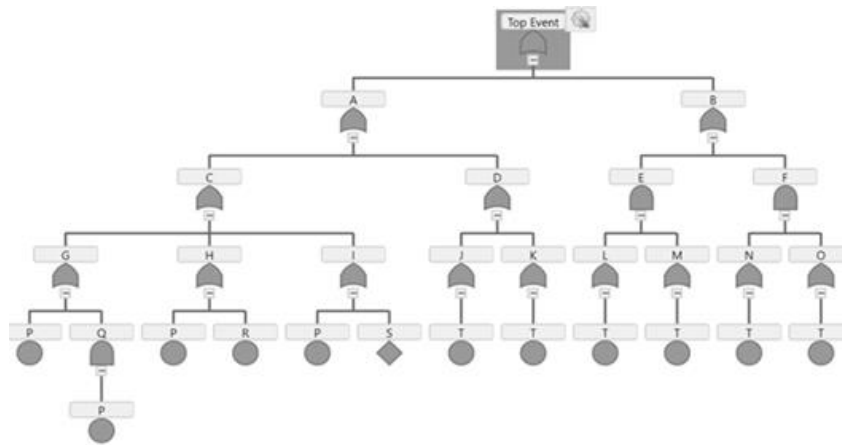 Top Event
A B
C D E F
G H I J K L M N O
P Q P R P S T T T T T T
P